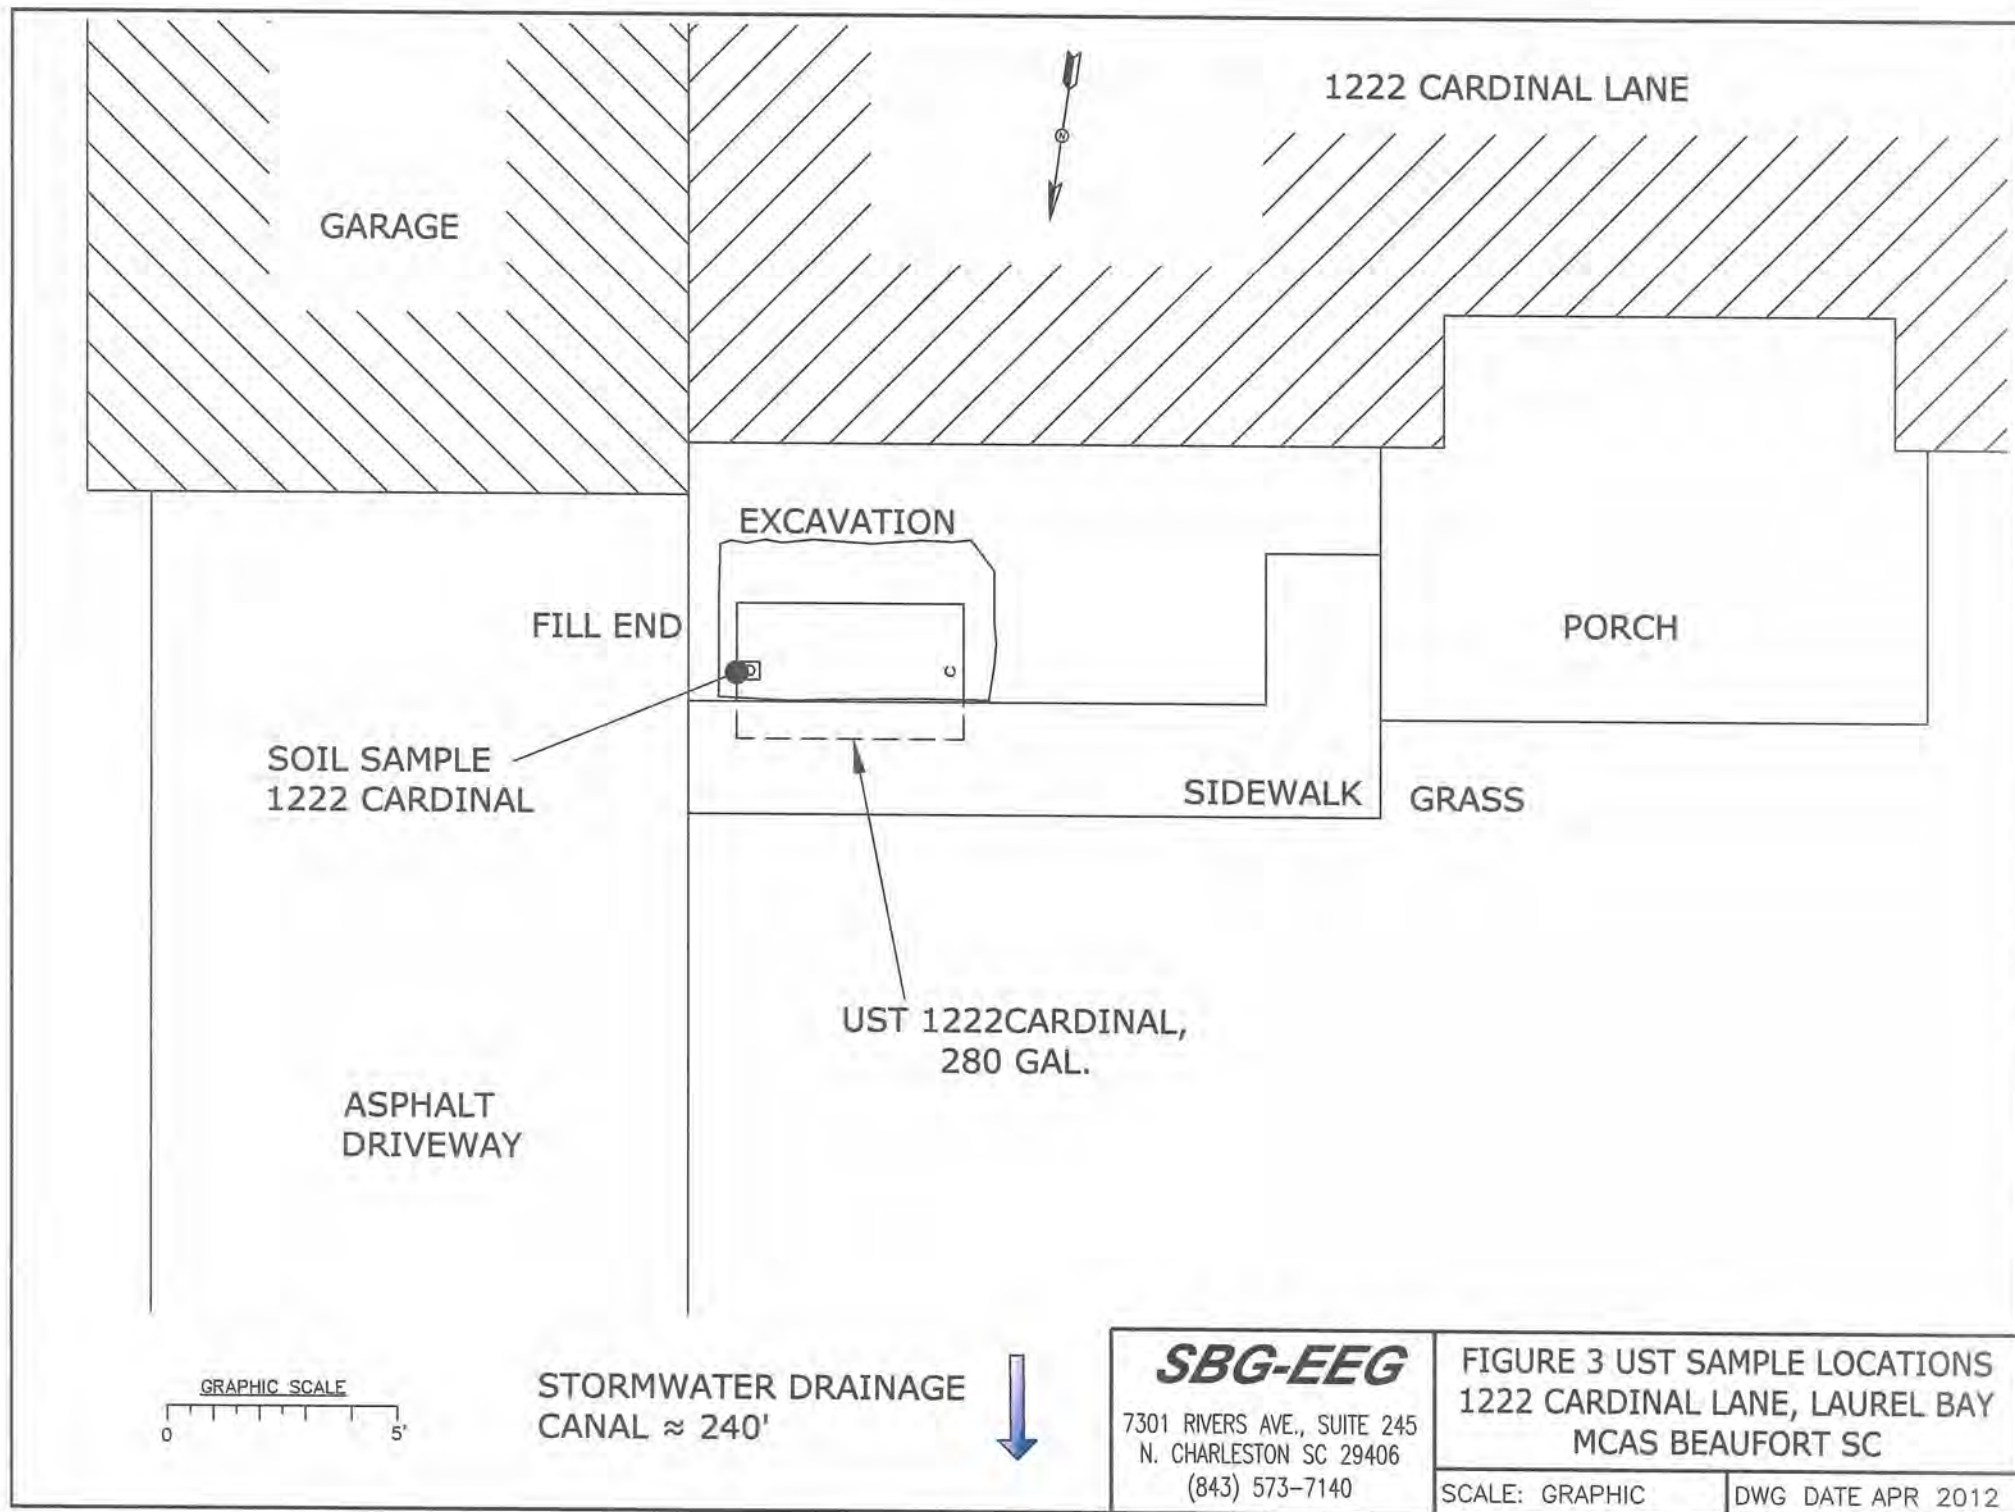 1222 CARDINAL LANE
N
GARAGE
EXCAVATION
FILL END
PORCH
C
SOIL SAMPLE
1222 CARDINAL
SIDEWALK
GRASS
UST 1222CARDINAL,
280 GAL.
ASPHALT
DRIVEWAY
GRAPHIC SCALE
0 5'
STORMWATER DRAINAGE
CANAL ≈ 240'
SBG-EEG
7301 RIVERS AVE., SUITE 245
N. CHARLESTON SC 29406
(843) 573-7140
FIGURE 3 UST SAMPLE LOCATIONS
1222 CARDINAL LANE, LAUREL BAY
MCAS BEAUFORT SC
SCALE: GRAPHIC
DWG DATE APR 2012